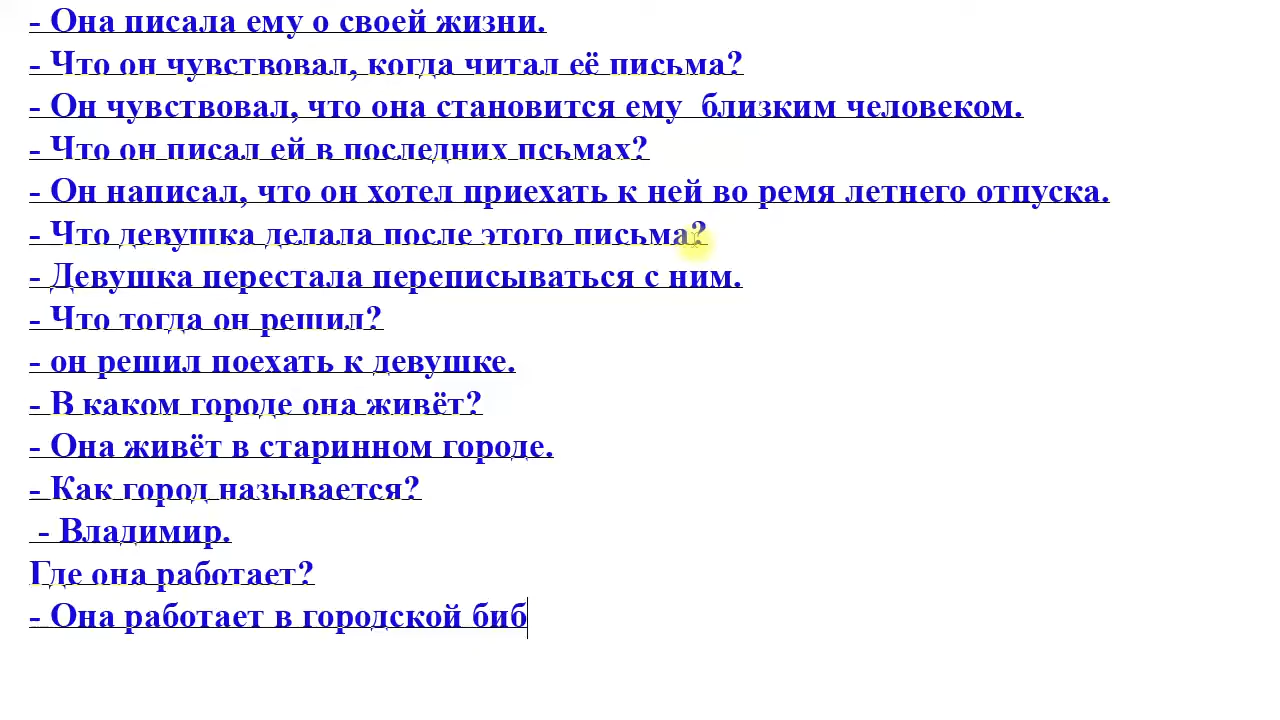 - Она писала ему о своей жизни.
- Что он чувствовал, когда читал её письма?
- Он чувствовал, что она становится ему  близким человеком.
- Что он писал ей в последних псьмах?
- Он написал, что он хотел приехать к ней во ремя летнего отпуска.
- Что девушка делала после этого письма?
- Девушка перестала переписываться с ним.
- Что тогда он решил?
- он решил поехать к девушке.
- В каком городе она живёт?
- Она живёт в старинном городе.
- Как город называется?
- Владимир.
Где она работает?
- Она работает в городской биб